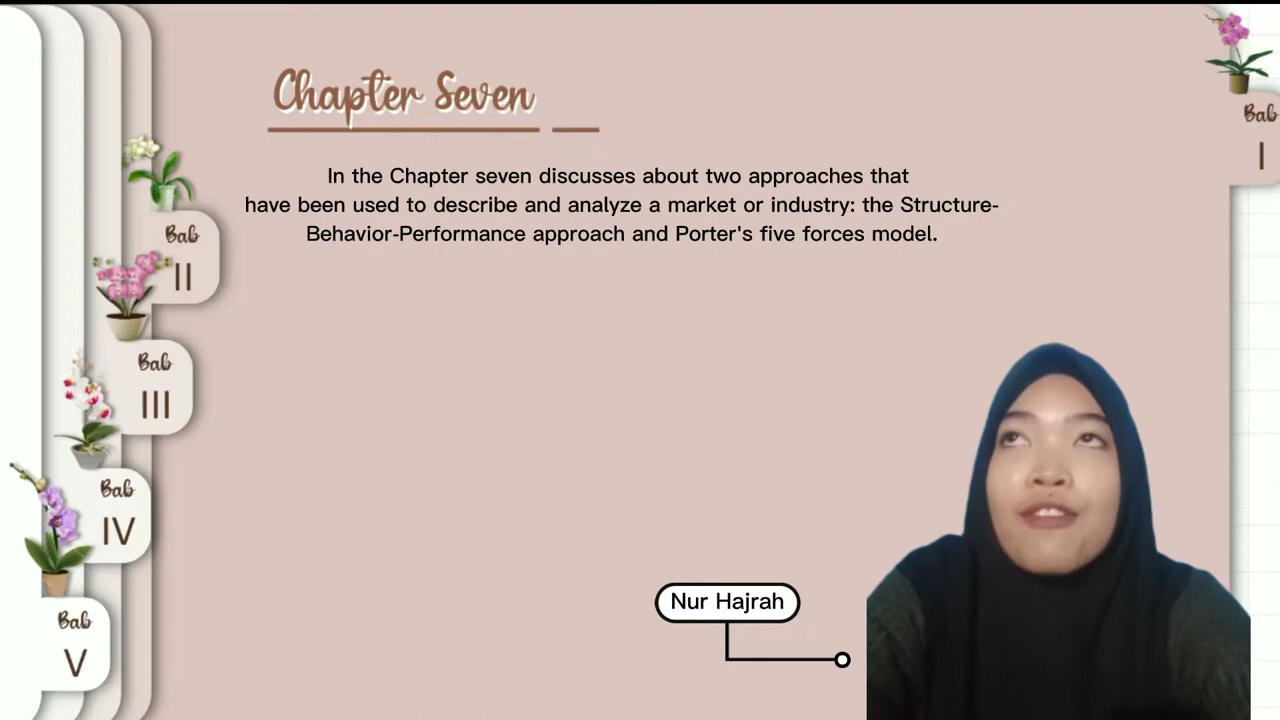 Chapter Seven
In the Chapter seven discusses about two approaches that
have been used to describe and analyze a market or industry: the Structure-
Behavior-Performance approach and Porter's five forces model.
Bab
I
Bab
II
Bab
III
Bab
IV
Bab
V
Nur Hajrah